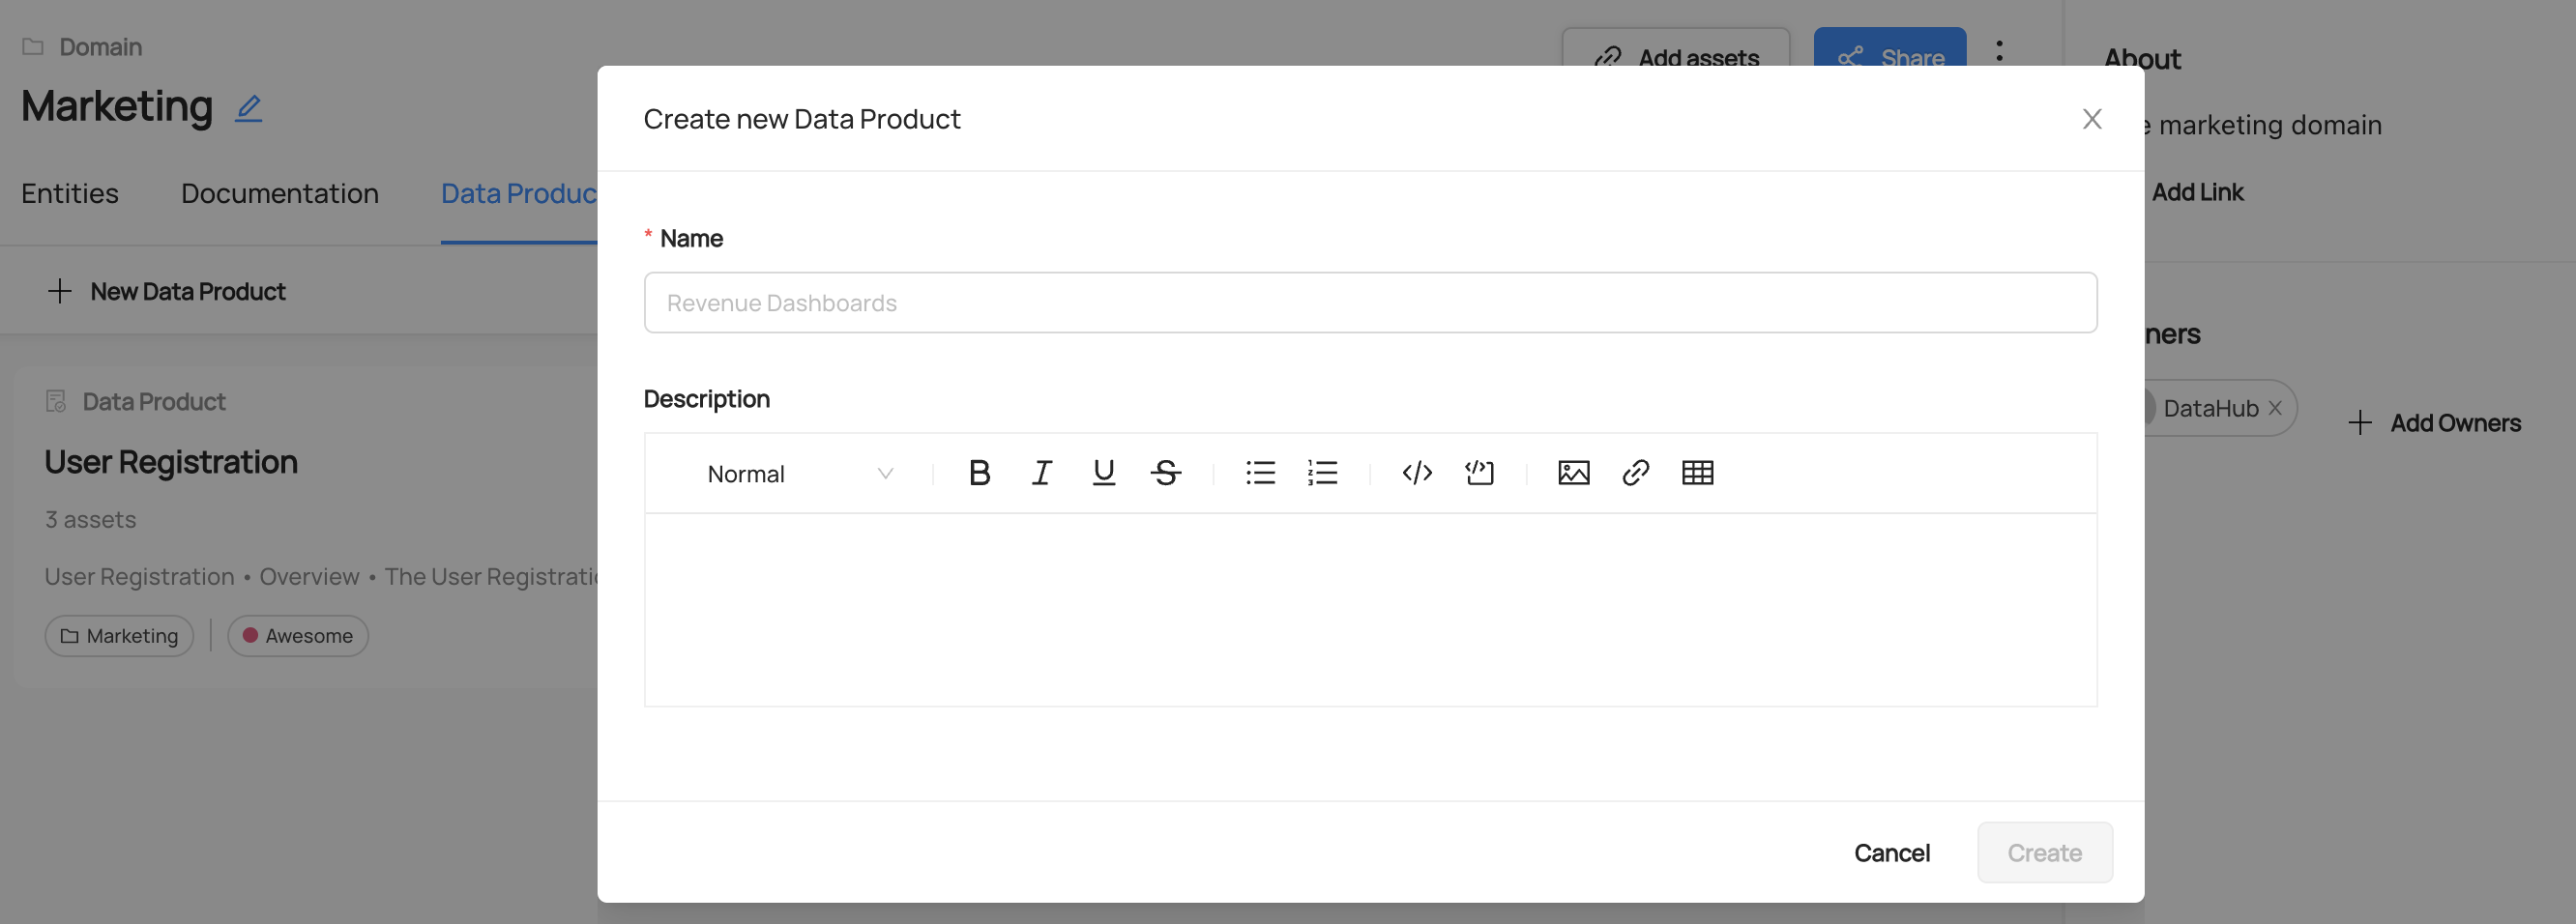 Domain
Marketing
Entities
Documentation
Data Produc
New Data Product
Data Product
User Registration
3 assets
User Registration • Overview • The User Registratio
Marketing
Awesome
Add assets
Share
Create new Data Product
* Name
Revenue Dashboards
Description
Normal
B I U S
Cancel
Create
About
e marketing domain
Add Link
ners
DataHub
Add Owners